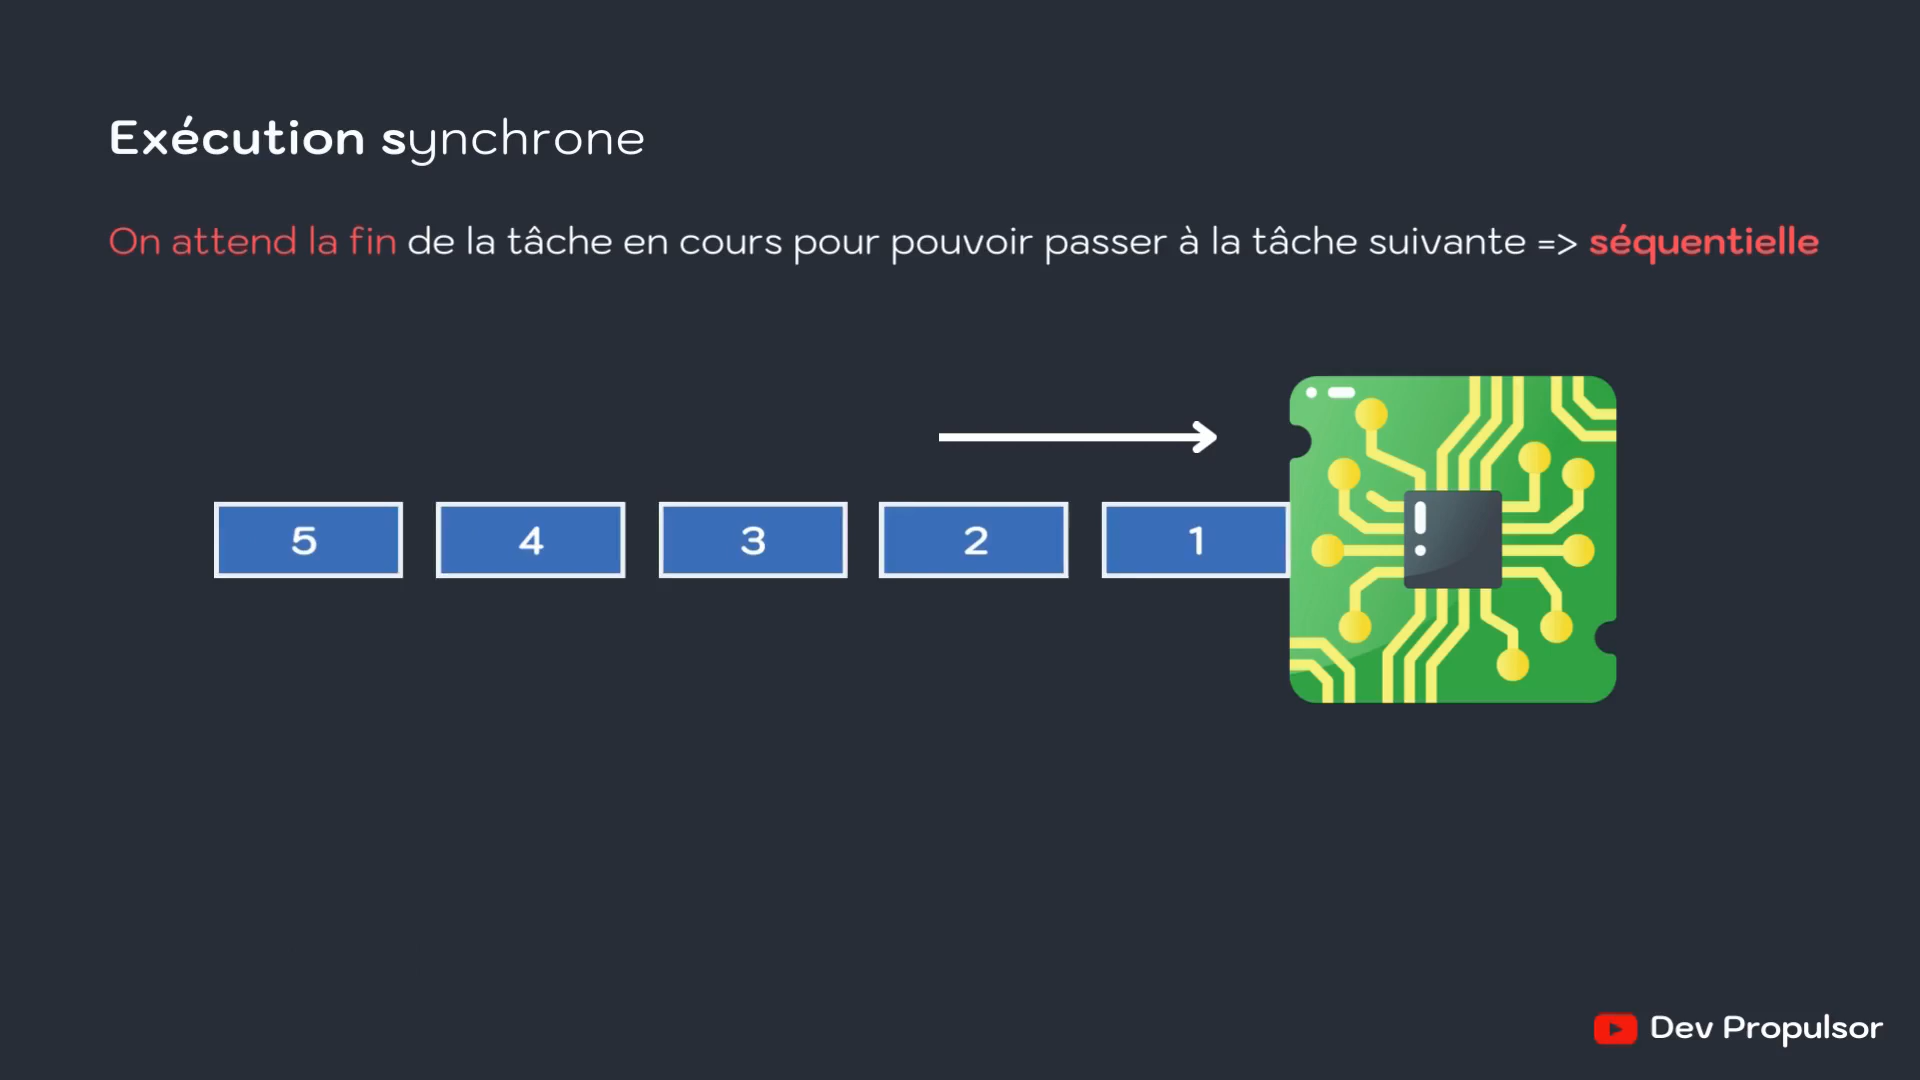 Exécution synchrone
On attend la fin de la tâche en cours pour pouvoir passer à la tâche suivante => séquentielle
5 4 3 2 1
Dev Propulsor